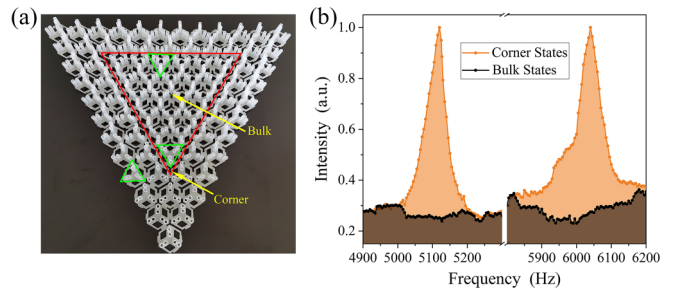 (a)
Bulk
Corner
(b)
Corner States
Bulk States
Intensity (a.u.)
1.0
0.8
0.6
0.4
0.2
4900 5000 5100 5200 5900 6000 6100 6200
Frequency (Hz)